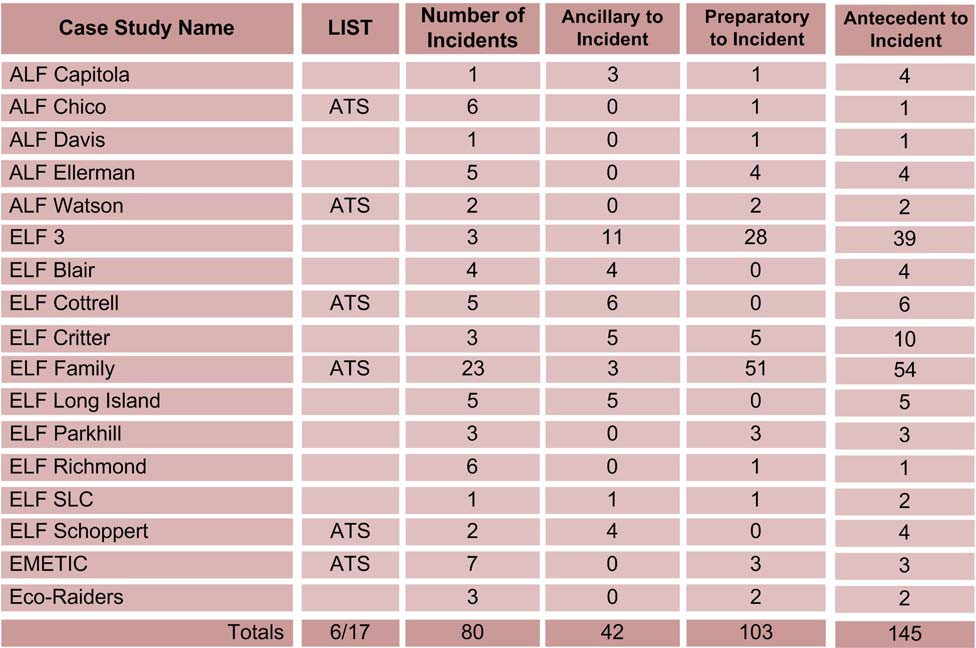 Case Study Name LIST Number of Incidents Ancillary to Incident Preparatory to Incident Antecedent to Incident
ALF Capitola 1 3 1 4
ALF Chico ATS 6 0 1 1
ALF Davis 1 0 1 1
ALF Ellerman 5 0 4 4
ALF Watson ATS 2 0 2 2
ELF 3 3 11 28 39
ELF Blair 4 4 0 4
ELF Cottrell ATS 5 6 0 6
ELF Critter 3 5 5 10
ELF Family ATS 23 3 51 54
ELF Long Island 5 5 0 5
ELF Parkhill 3 0 3 3
ELF Richmond 6 0 1 1
ELF SLC 1 1 1 2
ELF Schoppert ATS 2 4 0 4
EMETIC ATS 7 0 3 3
Eco-Raiders 3 0 2 2
Totals 6/17 80 42 103 145